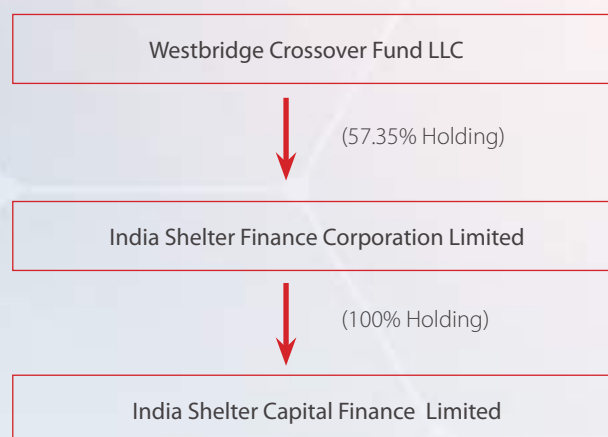 Westbridge Crossover Fund LLC
(57.35% Holding)
India Shelter Finance Corporation Limited
(100% Holding)
India Shelter Capital Finance Limited